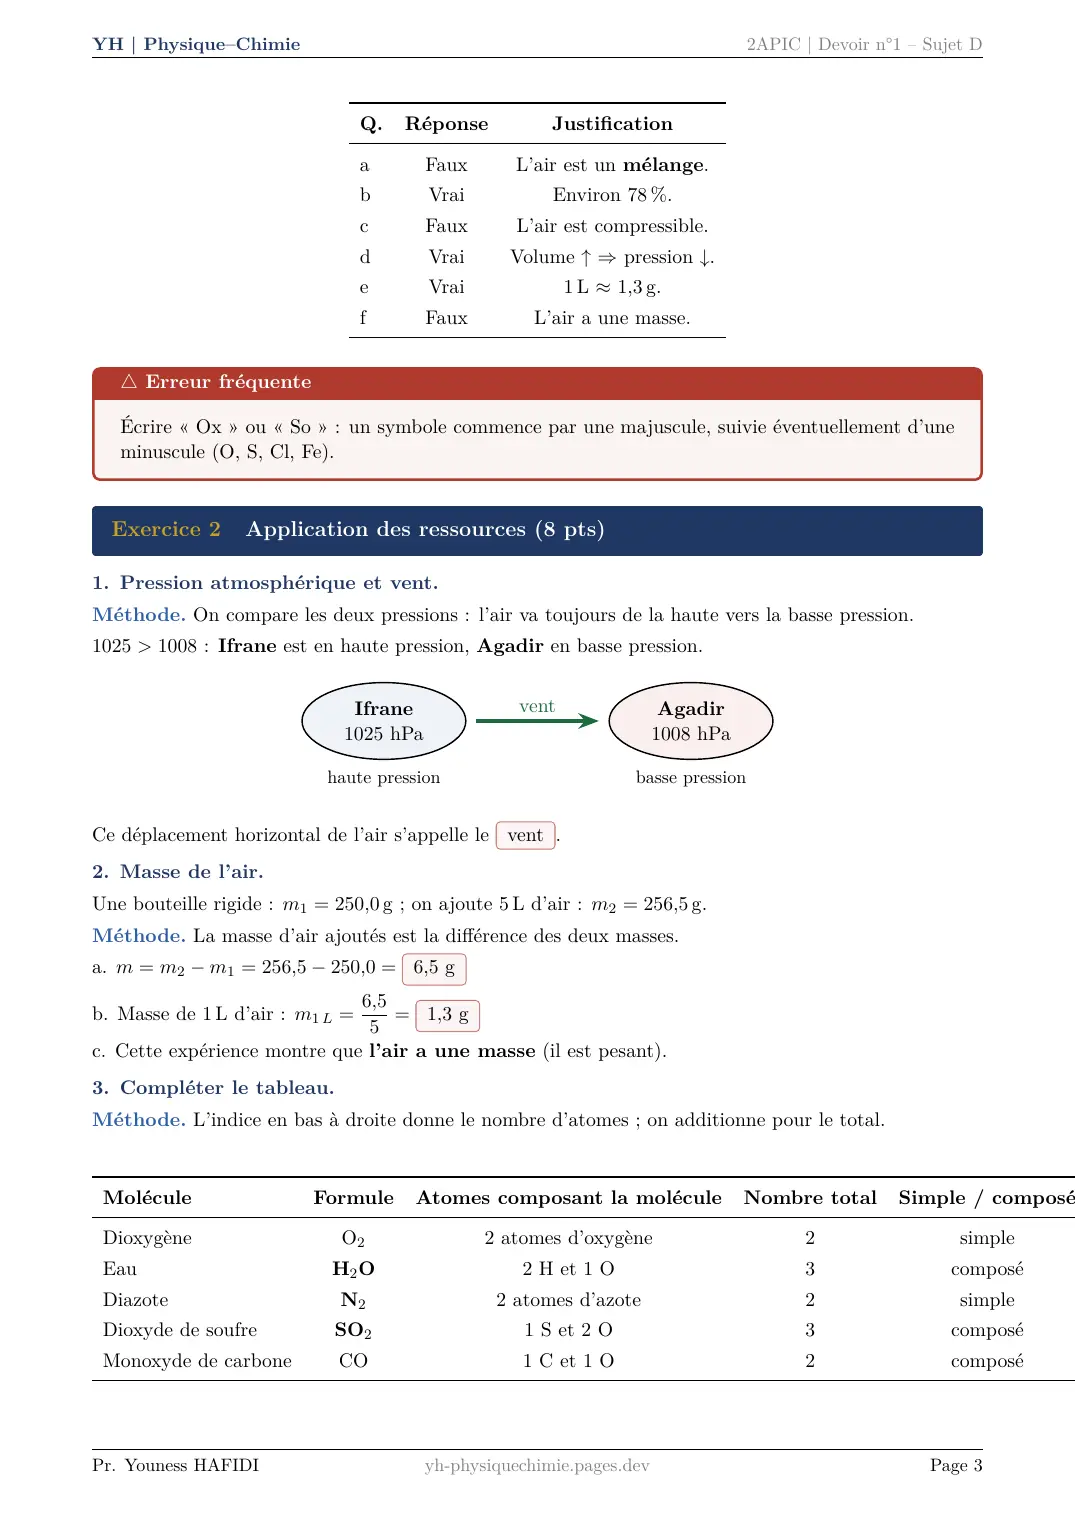 YH | Physique–Chimie 2APIC | Devoir n°1 – Sujet D
Q. Réponse Justification
a Faux L'air est un mélange.
b Vrai Environ 78 %.
c Faux L'air est compressible.
d Vrai Volume ↑ ⇒ pression ↓.
e Vrai 1 L ≈ 1,3 g.
f Faux L'air a une masse.
△ Erreur fréquente
Écrire « Ox » ou « So » : un symbole commence par une majuscule, suivie éventuellement d'une
minuscule (O, S, Cl, Fe).
Exercice 2 Application des ressources (8 pts)
1. Pression atmosphérique et vent.
Méthode. On compare les deux pressions : l'air va toujours de la haute vers la basse pression.
1025 > 1008 : Ifrane est en haute pression, Agadir en basse pression.
Ifrane vent Agadir
1025 hPa 1008 hPa
haute pression basse pression
Ce déplacement horizontal de l'air s'appelle le vent.
2. Masse de l'air.
Une bouteille rigide : m₁ = 250,0 g ; on ajoute 5 L d'air : m₂ = 256,5 g.
Méthode. La masse d'air ajoutés est la différence des deux masses.
a. m = m₂ − m₁ = 256,5 − 250,0 = 6,5 g
b. Masse de 1 L d'air : m₁ L = 6,5/5 = 1,3 g
c. Cette expérience montre que l'air a une masse (il est pesant).
3. Compléter le tableau.
Méthode. L'indice en bas à droite donne le nombre d'atomes ; on additionne pour le total.
Molécule Formule Atomes composant la molécule Nombre total Simple / composé
Dioxygène O₂ 2 atomes d'oxygène 2 simple
Eau H₂O 2 H et 1 O 3 composé
Diazote N₂ 2 atomes d'azote 2 simple
Dioxyde de soufre SO₂ 1 S et 2 O 3 composé
Monoxyde de carbone CO 1 C et 1 O 2 composé
Pr. Youness HAFIDI yh-physiquechimie.pages.dev Page 3